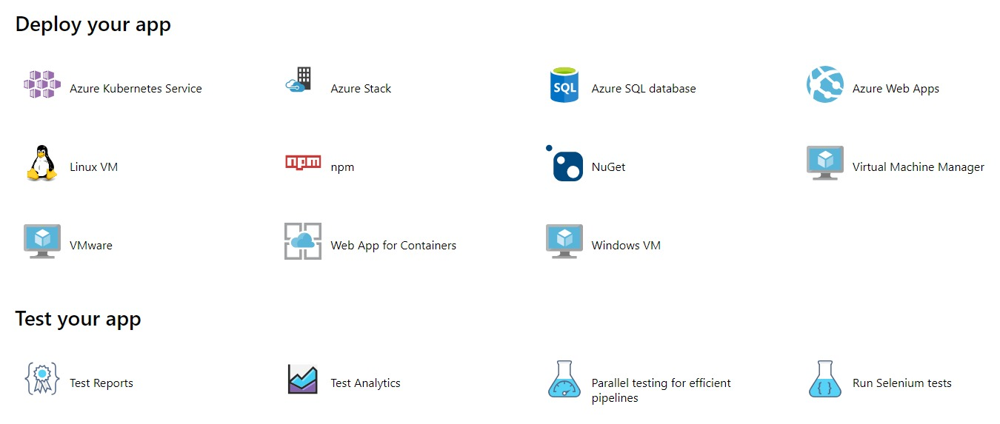 Deploy your app
Azure Kubernetes Service
Azure Stack
SQL
Azure SQL database
Azure Web Apps
Linux VM
npm
npm
NuGet
Virtual Machine Manager
VMware
Web App for Containers
Windows VM
Test your app
Test Reports
Test Analytics
Parallel testing for efficient
pipelines
Run Selenium tests